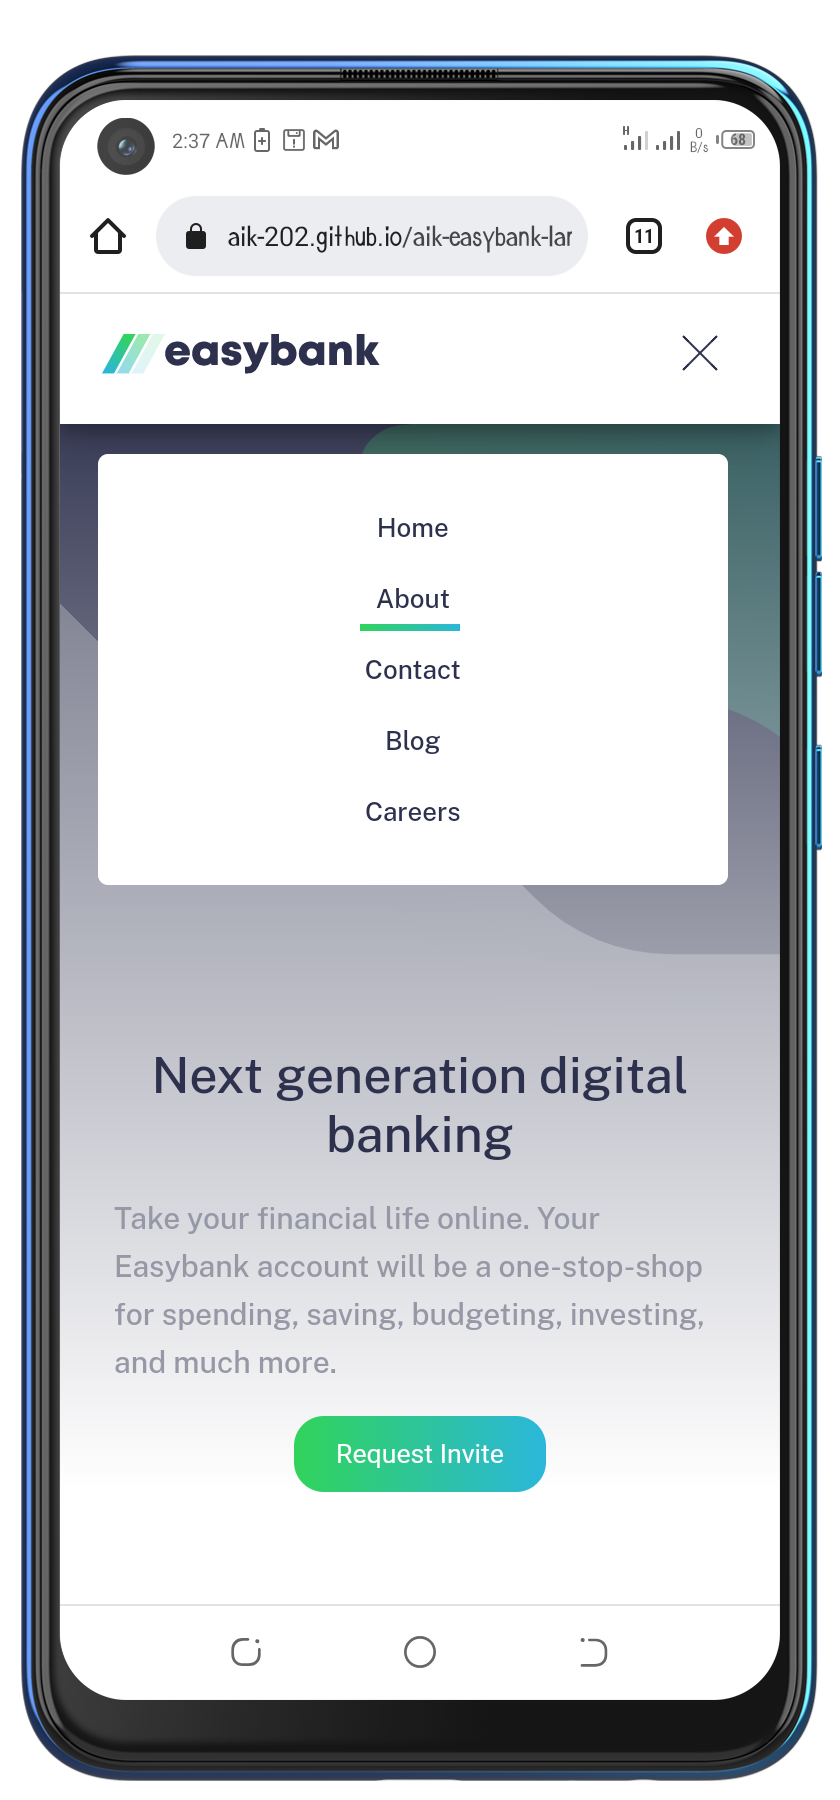 2:37 AM
H
0
B/s
68
aik-202.github.io/aik-easybank-lar
11
easybank
Home
About
Contact
Blog
Careers
Next generation digital
banking
Take your financial life online. Your
Easybank account will be a one-stop-shop
for spending, saving, budgeting, investing,
and much more.
Request Invite